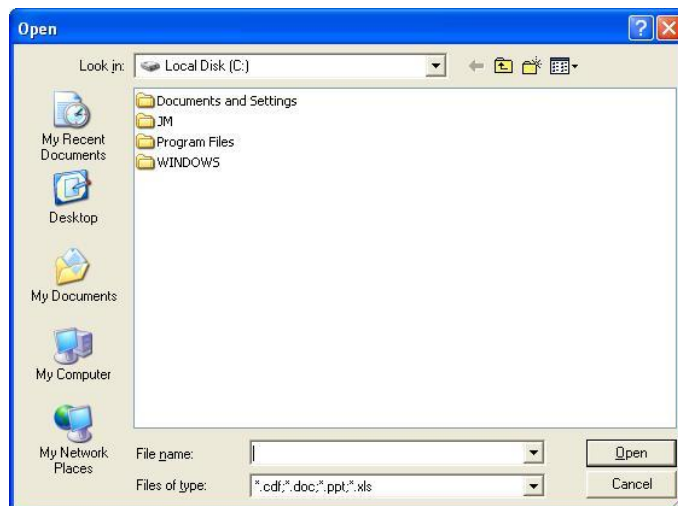 Open
Look in: Local Disk (C:)
Documents and Settings
JM
Program Files
WINDOWS
My Recent
Documents
Desktop
My Documents
My Computer
My Network
Places
File name:
Open
Files of type: *.cdf;*.doc;*.ppt;*.xls
Cancel